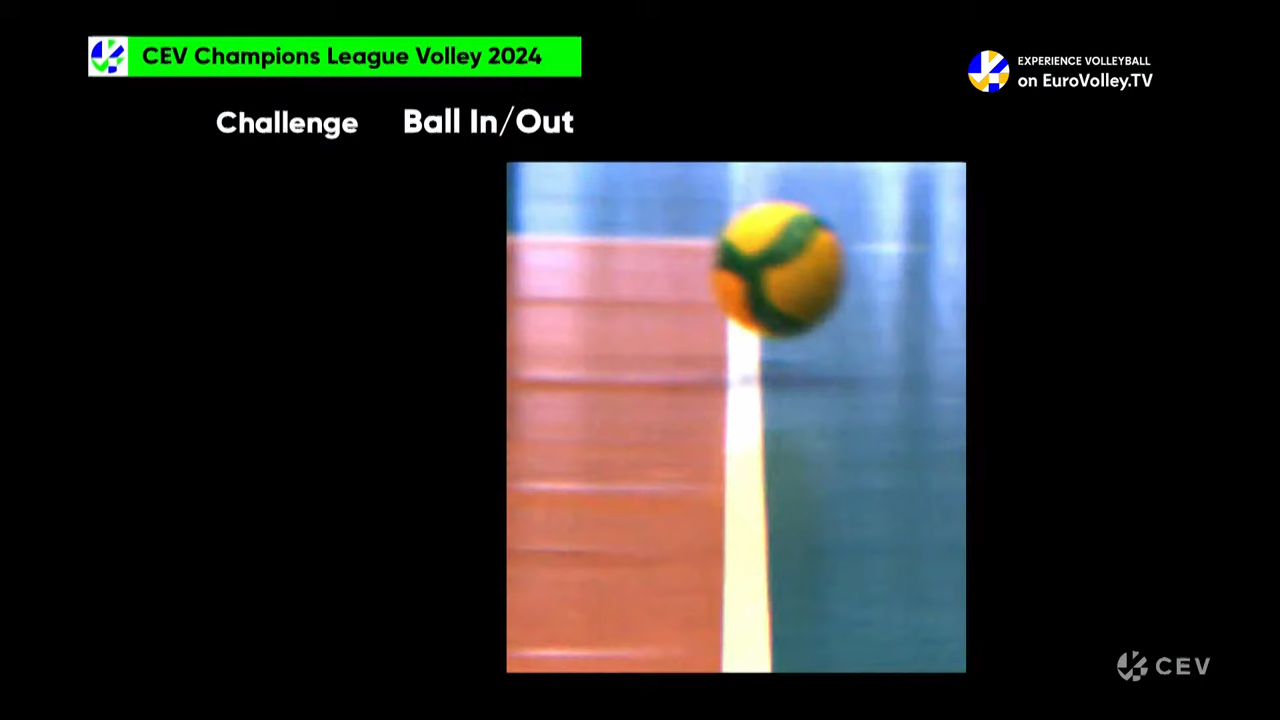 CEV Champions League Volley 2024
EXPERIENCE VOLLEYBALL
on EuroVolley.TV
Challenge Ball In/Out
CEV